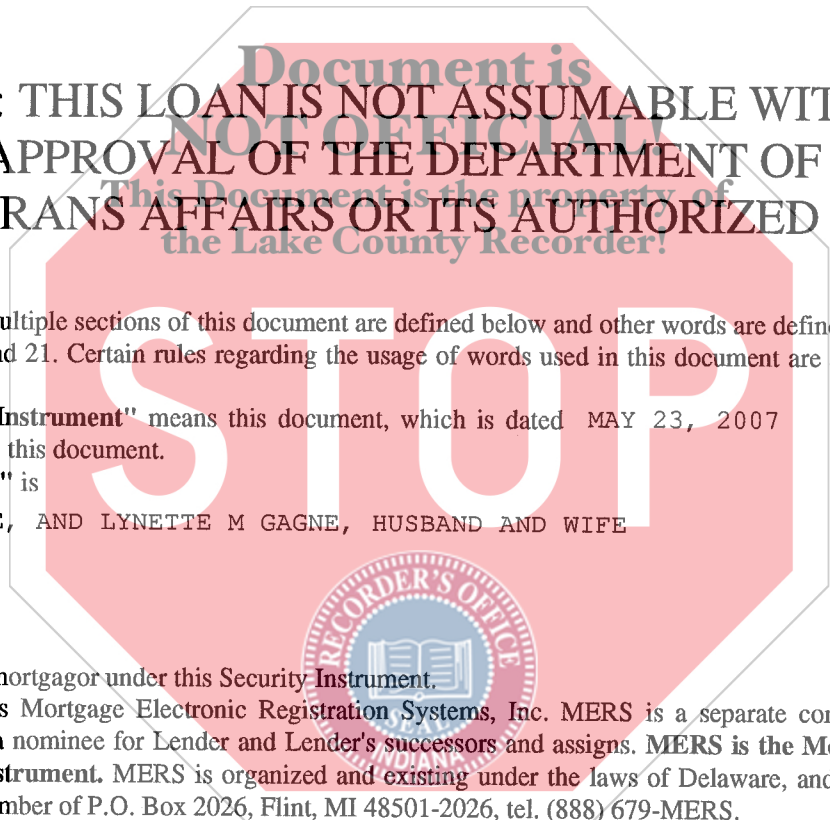 Document is
: THIS LOAN IS NOT ASSUMABLE WIT
NOT OFFICIAL!
APPROVAL OF THE DEPARTMENT OF
This Document is the property of
RANS AFFAIRS OR ITS AUTHORIZED
the Lake County Recorder!
ultiple sections of this document are defined below and other words are define
nd 21. Certain rules regarding the usage of words used in this document are
Instrument" means this document, which is dated MAY 23, 2007
this document.
" is
STOP
E, AND LYNETTE M GAGNE, HUSBAND AND WIFE
RECORDER'S OFFICE
mortgagor under this Security Instrument.
s Mortgage Electronic Registration Systems, Inc. MERS is a separate cor
SEAL
a nominee for Lender and Lender's successors and assigns. MERS is the Mo
INDIANA
strument. MERS is organized and existing under the laws of Delaware, and
mber of P.O. Box 2026, Flint, MI 48501-2026, tel. (888) 679-MERS.